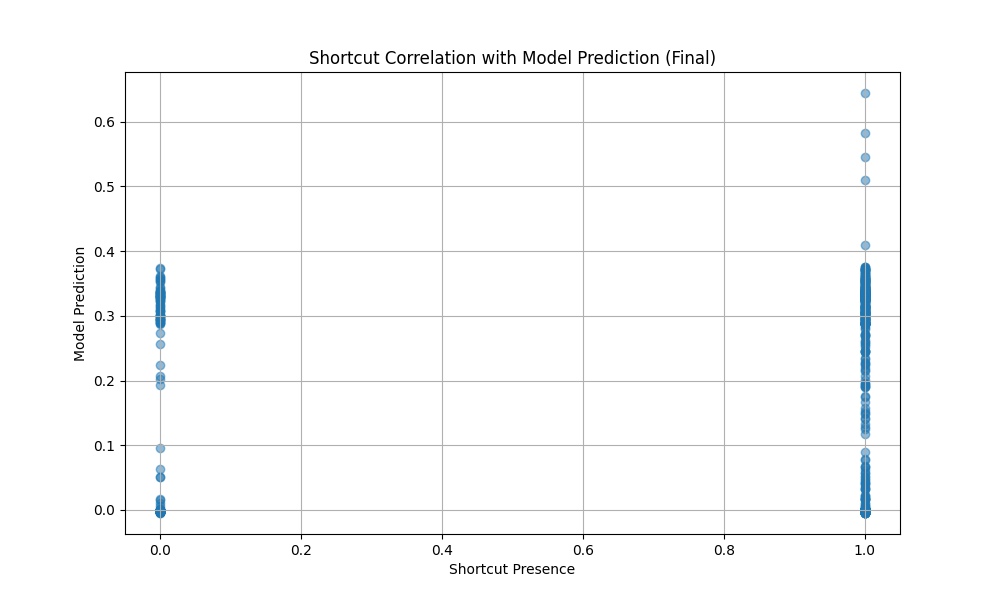 Shortcut Correlation with Model Prediction (Final)
Model Prediction
0.6
0.5
0.4
0.3
0.2
0.1
0.0
0.0 0.2 0.4 0.6 0.8 1.0
Shortcut Presence